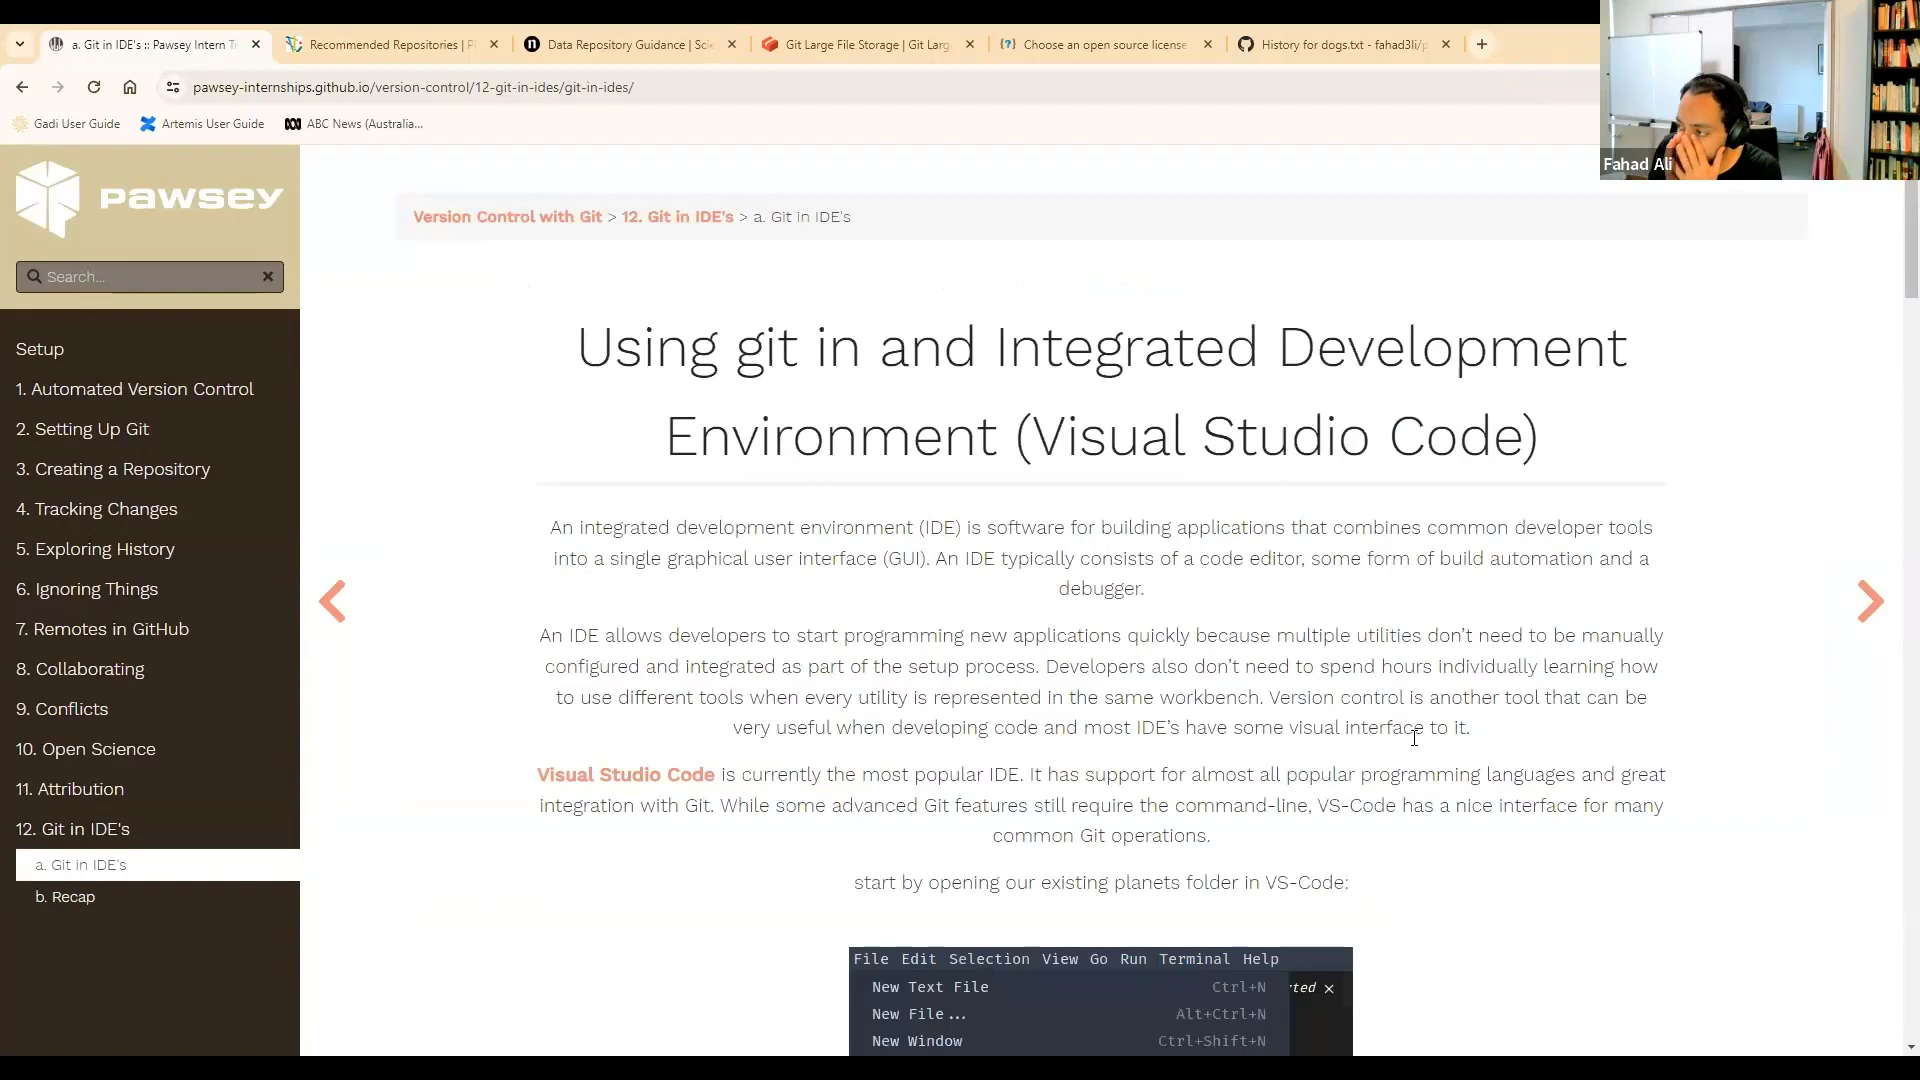 a. Git in IDE's :: Pawsey Intern Tr
Recommended Repositories | P
Data Repository Guidance | Scie
Git Large File Storage | Git Larg
Choose an open source license
History for dogs.txt - fahad3li/p
pawsey-internships.github.io/version-control/12-git-in-ides/git-in-ides/
Gadi User Guide
Artemis User Guide
ABC News (Australia...
Fahad Ali
pawsey
Search...
Setup
1. Automated Version Control
2. Setting Up Git
3. Creating a Repository
4. Tracking Changes
5. Exploring History
6. Ignoring Things
7. Remotes in GitHub
8. Collaborating
9. Conflicts
10. Open Science
11. Attribution
12. Git in IDE's
a. Git in IDE's
b. Recap
Version Control with Git > 12. Git in IDE's > a. Git in IDE's
Using git in and Integrated Development
Environment (Visual Studio Code)
An integrated development environment (IDE) is software for building applications that combines common developer tools
into a single graphical user interface (GUI). An IDE typically consists of a code editor, some form of build automation and a
debugger.
An IDE allows developers to start programming new applications quickly because multiple utilities don't need to be manually
configured and integrated as part of the setup process. Developers also don't need to spend hours individually learning how
to use different tools when every utility is represented in the same workbench. Version control is another tool that can be
very useful when developing code and most IDE's have some visual interface to it.
Visual Studio Code is currently the most popular IDE. It has support for almost all popular programming languages and great
integration with Git. While some advanced Git features still require the command-line, VS-Code has a nice interface for many
common Git operations.
start by opening our existing planets folder in VS-Code:
File Edit Selection View Go Run Terminal Help
New Text File Ctrl+N
ted
New File... Alt+Ctrl+N
New Window Ctrl+Shift+N